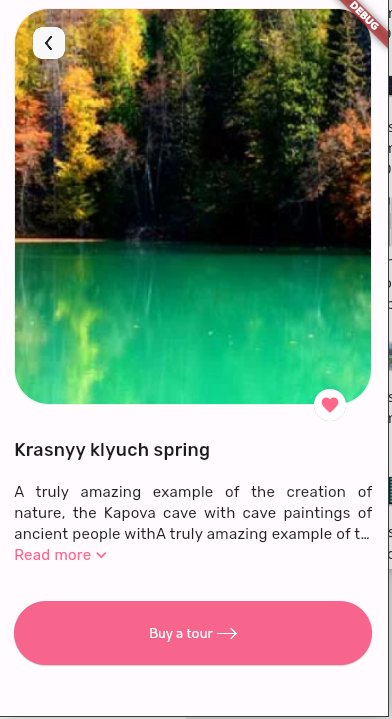 DEBUG
Krasnyy klyuch spring
A truly amazing example of the creation of
nature, the Kapova cave with cave paintings of
ancient people withA truly amazing example of t...
Read more
Buy a tour